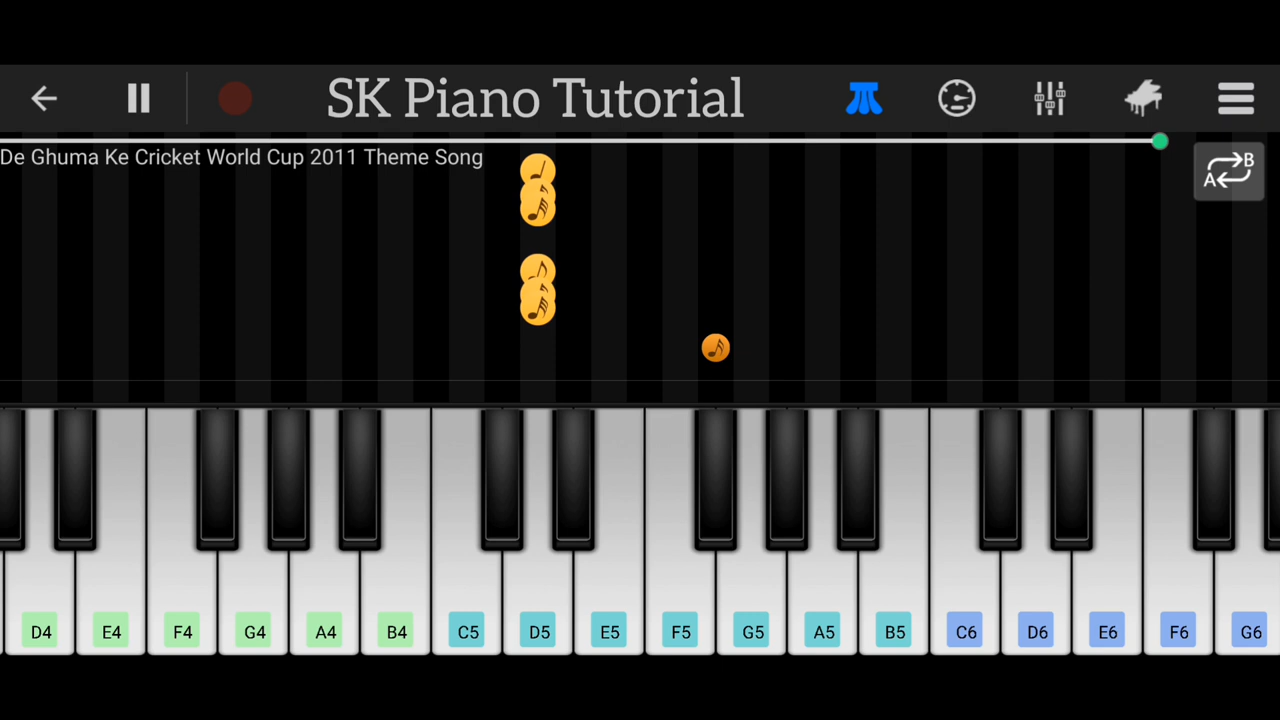 SK Piano Tutorial
De Ghuma Ke Cricket World Cup 2011 Theme Song
A B
D4 E4 F4 G4 A4 B4 C5 D5 E5 F5 G5 A5 B5 C6 D6 E6 F6 G6